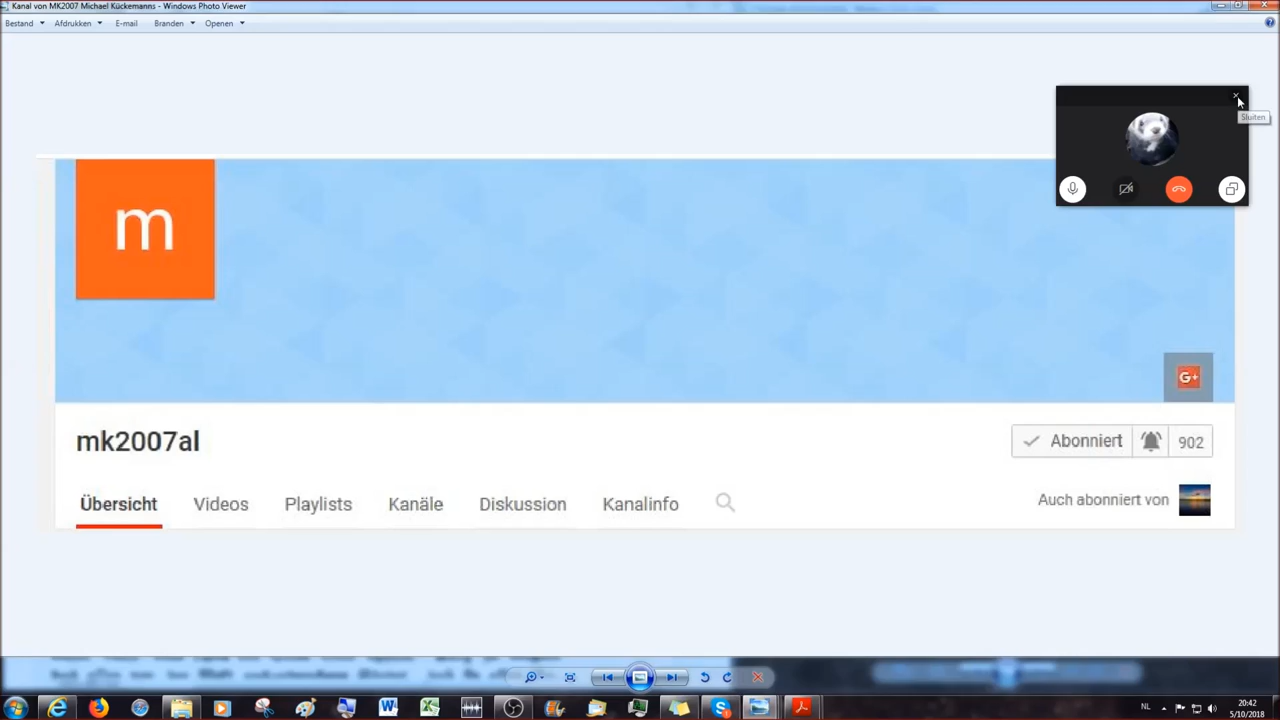 Kanal von MK2007 Michael Kückemanns - Windows Photo Viewer
Bestand Afdrukken E-mail Branden Openen
Sluiten
m
G+
mk2007al
Abonniert 902
Übersicht Videos Playlists Kanäle Diskussion Kanalinfo
Auch abonniert von
NL
20:42
5/10/2018